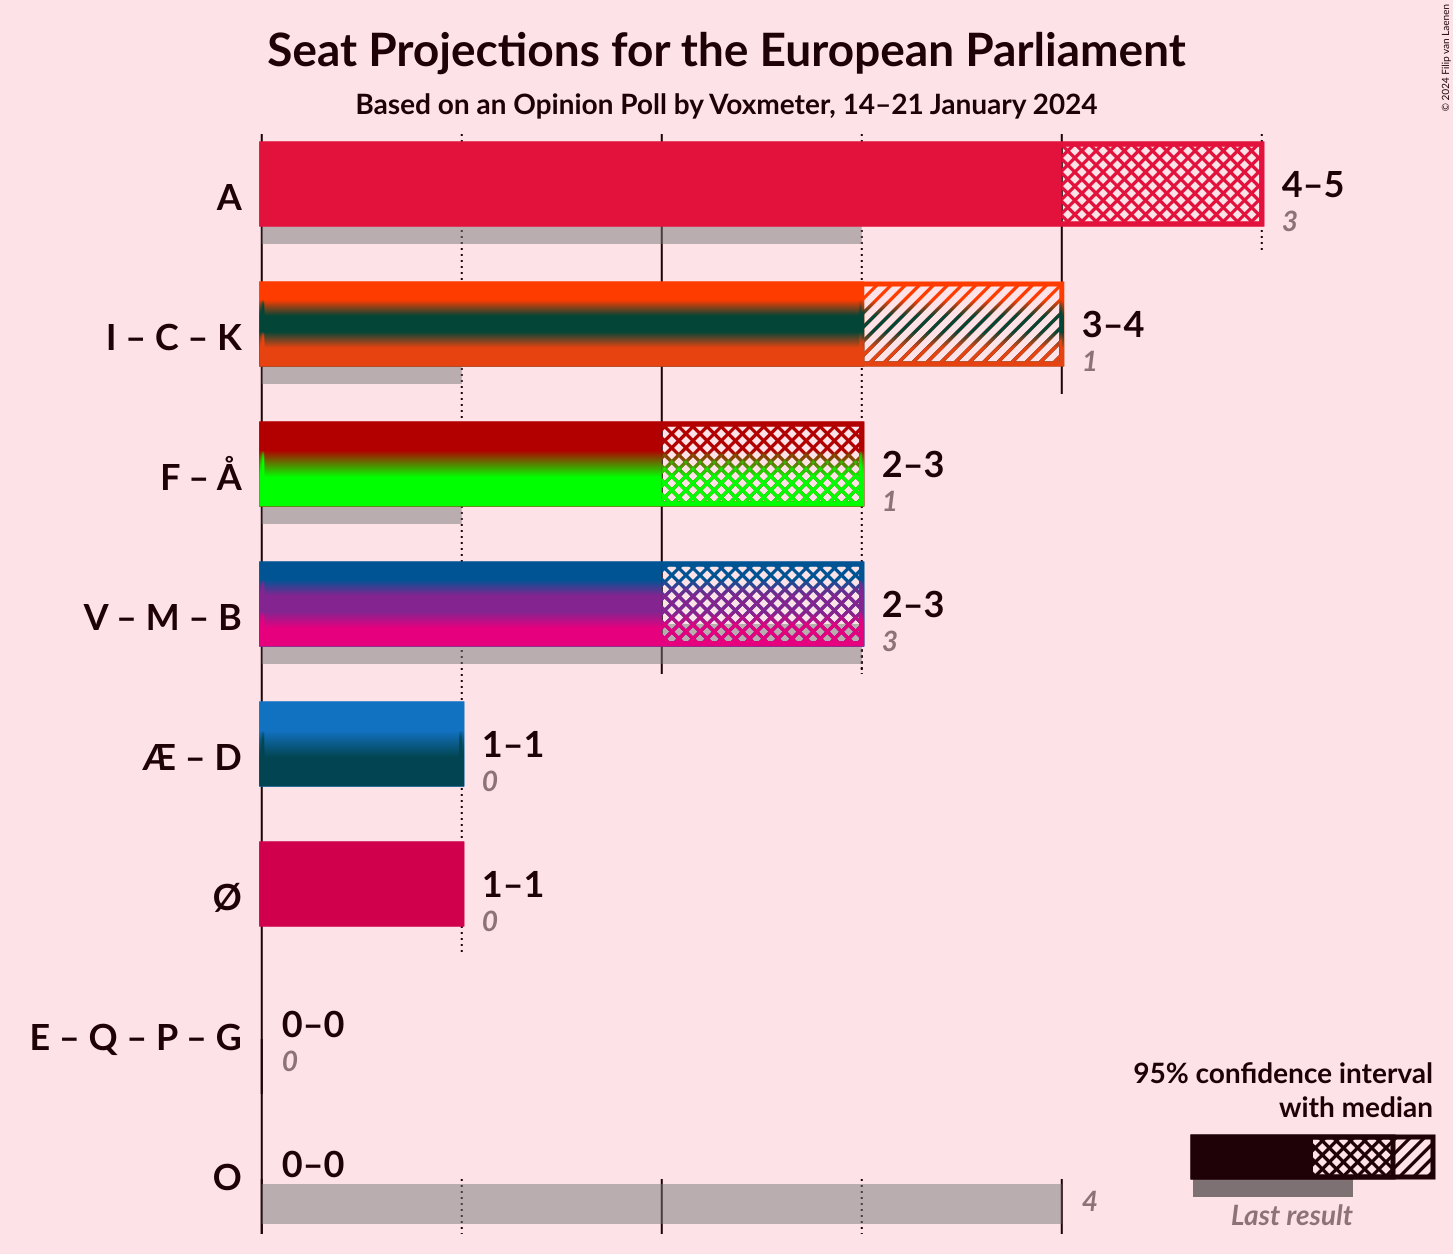 Seat Projections for the European Parliament
Based on an Opinion Poll by Voxmeter, 14–21 January 2024
© 2024 Filip van Laenen
A
4–5
3
I – C – K
3–4
1
F – Å
2–3
1
V – M – B
2–3
3
Æ – D
1–1
0
Ø
1–1
0
E – Q – P – G
0–0
0
O
0–0
4
95% confidence interval
with median
Last result